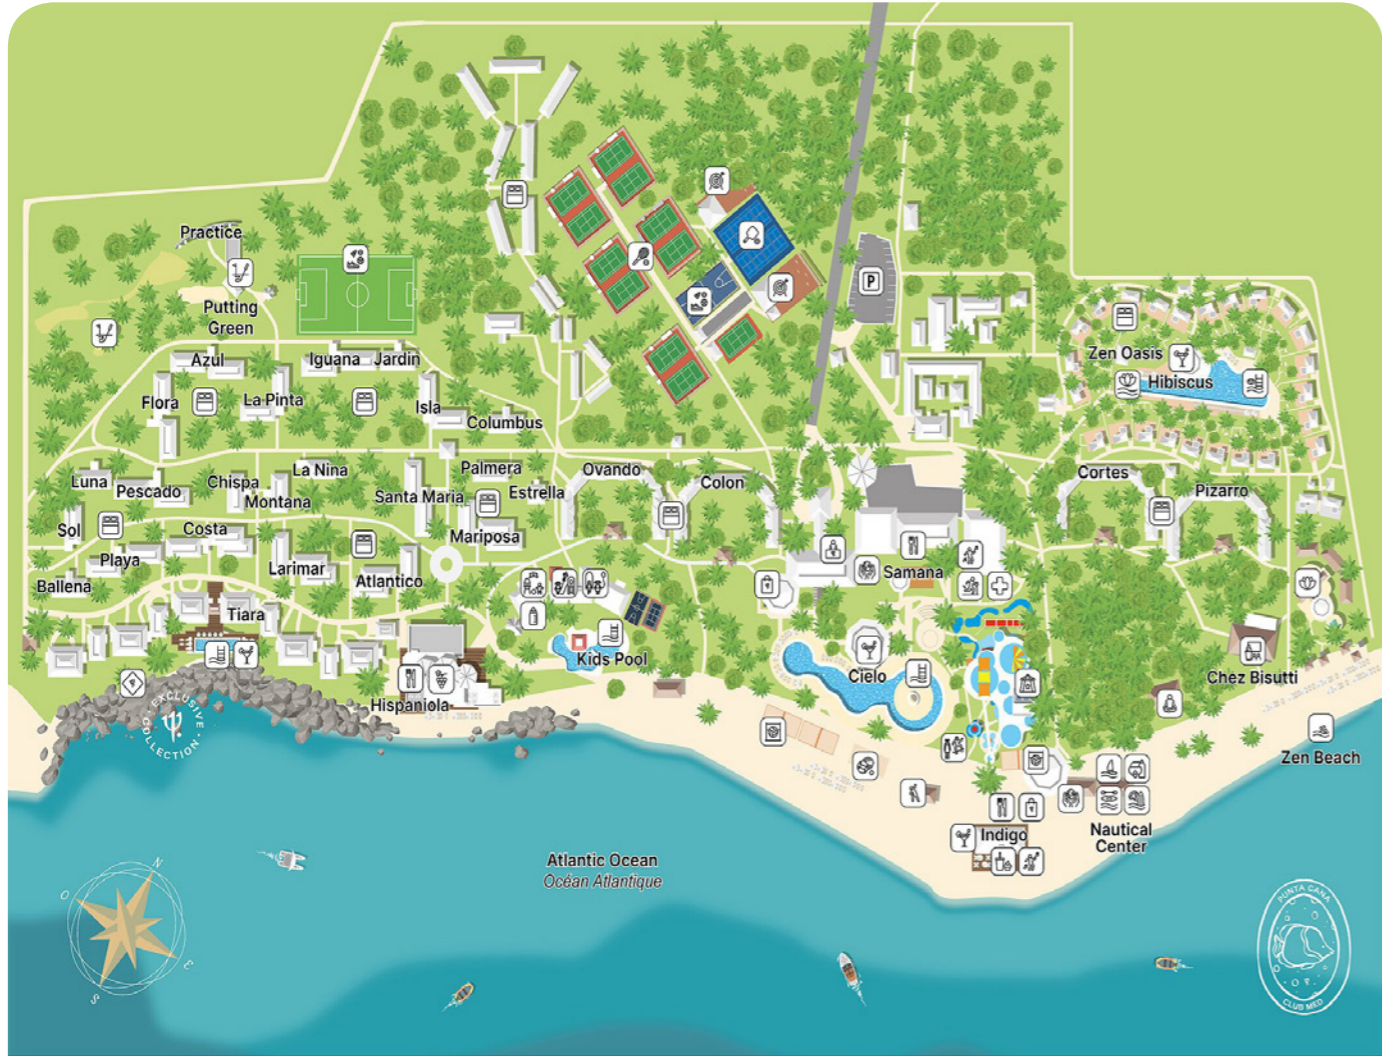 Practice
Putting
Green
P
Azul
Iguana
Jardin
Zen Oasis
Hibiscus
Flora
La Pinta
Isla
Columbus
Luna
Pescado
Chispa
Montana
La Nina
Santa Maria
Palmera
Estrella
Ovando
Colon
Cortes
Pizarro
Sol
Costa
Mariposa
Playa
Larimar
Atlantico
Ballena
Samana
Tiara
Kids Pool
Cielo
Chez Bisutti
Hispaniola
EXCLUSIVE
COLLECTION
Zen Beach
Indigo
Nautical
Center
Atlantic Ocean
Océan Atlantique
N
O
E
S
PUNTA CANA
CLUB MED